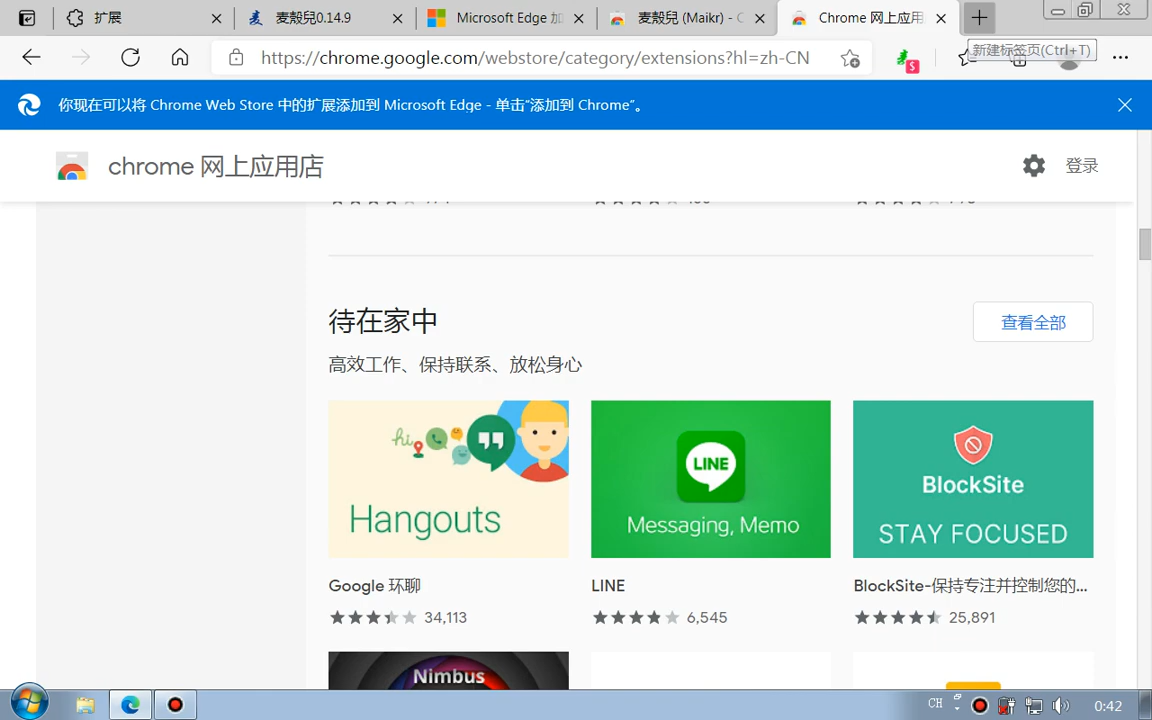 扩展
麦殻兒0.14.9
Microsoft Edge 加
麦殻兒 (Maikr) - C
Chrome 网上应用
新建标签页(Ctrl+T)
https://chrome.google.com/webstore/category/extensions?hl=zh-CN
你现在可以将 Chrome Web Store 中的扩展添加到 Microsoft Edge - 单击"添加到 Chrome"。
chrome 网上应用店
登录
待在家中
查看全部
高效工作、保持联系、放松身心
hi
Hangouts
LINE
Messaging, Memo
BlockSite
STAY FOCUSED
Google 环聊
LINE
BlockSite-保持专注并控制您的...
34,113
6,545
25,891
Nimbus
CH
0:42